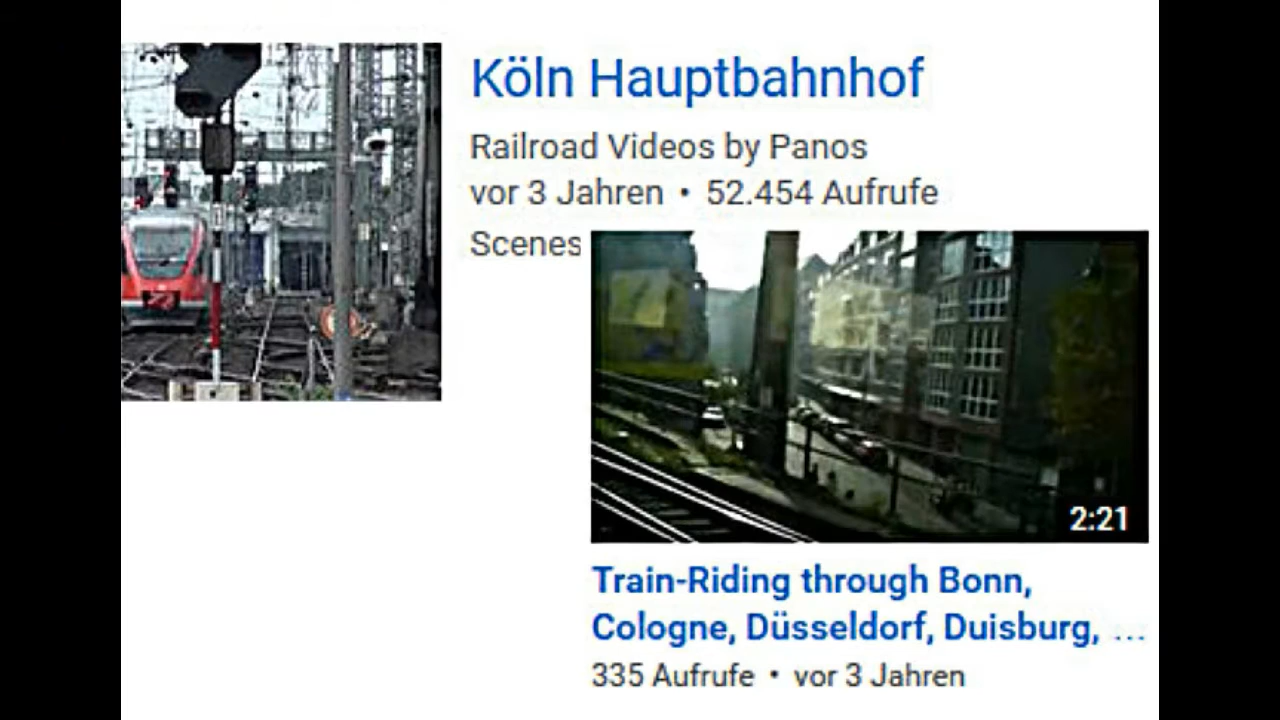 Köln Hauptbahnhof
Railroad Videos by Panos
vor 3 Jahren • 52.454 Aufrufe
Scenes
2:21
Train-Riding through Bonn,
Cologne, Düsseldorf, Duisburg, ...
335 Aufrufe • vor 3 Jahren